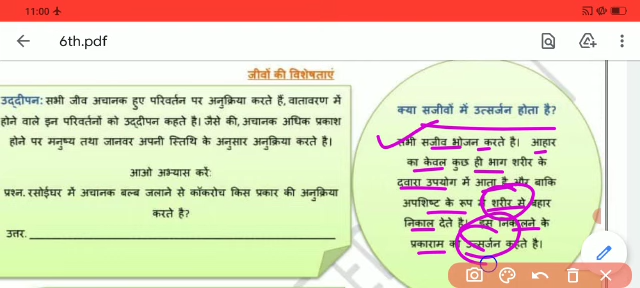 11:00
6th.pdf
जीवों की विशेषताएं
उद्दीपन: सभी जीव अचानक हुए परिवर्तन पर अनुक्रिया करते हैं, वातावरण में
होने वाले इन परिवर्तनों को उद्दीपन कहते है। जैसे की, अचानक अधिक प्रकाश
होने पर मनुष्य तथा जानवर अपनी स्तिथि के अनुसार अनुक्रिया करते है।
आओ अभ्यास करें:
प्रश्न. रसोईघर में अचानक बल्ब जलाने से कॉकरोच किस प्रकार की अनुक्रिया
करते है?
उत्तर.
क्या सजीवों में उत्सर्जन होता है?
सभी सजीव भोजन करते है। आहार
का केवल कुछ ही भाग शरीर के
द्वारा उपयोग में आता है और बाकि
अपशिष्ट के रूप में शरीर से बहार
निकाल देते है। इस निकालने के
प्रकाराम को उत्सर्जन कहते है।